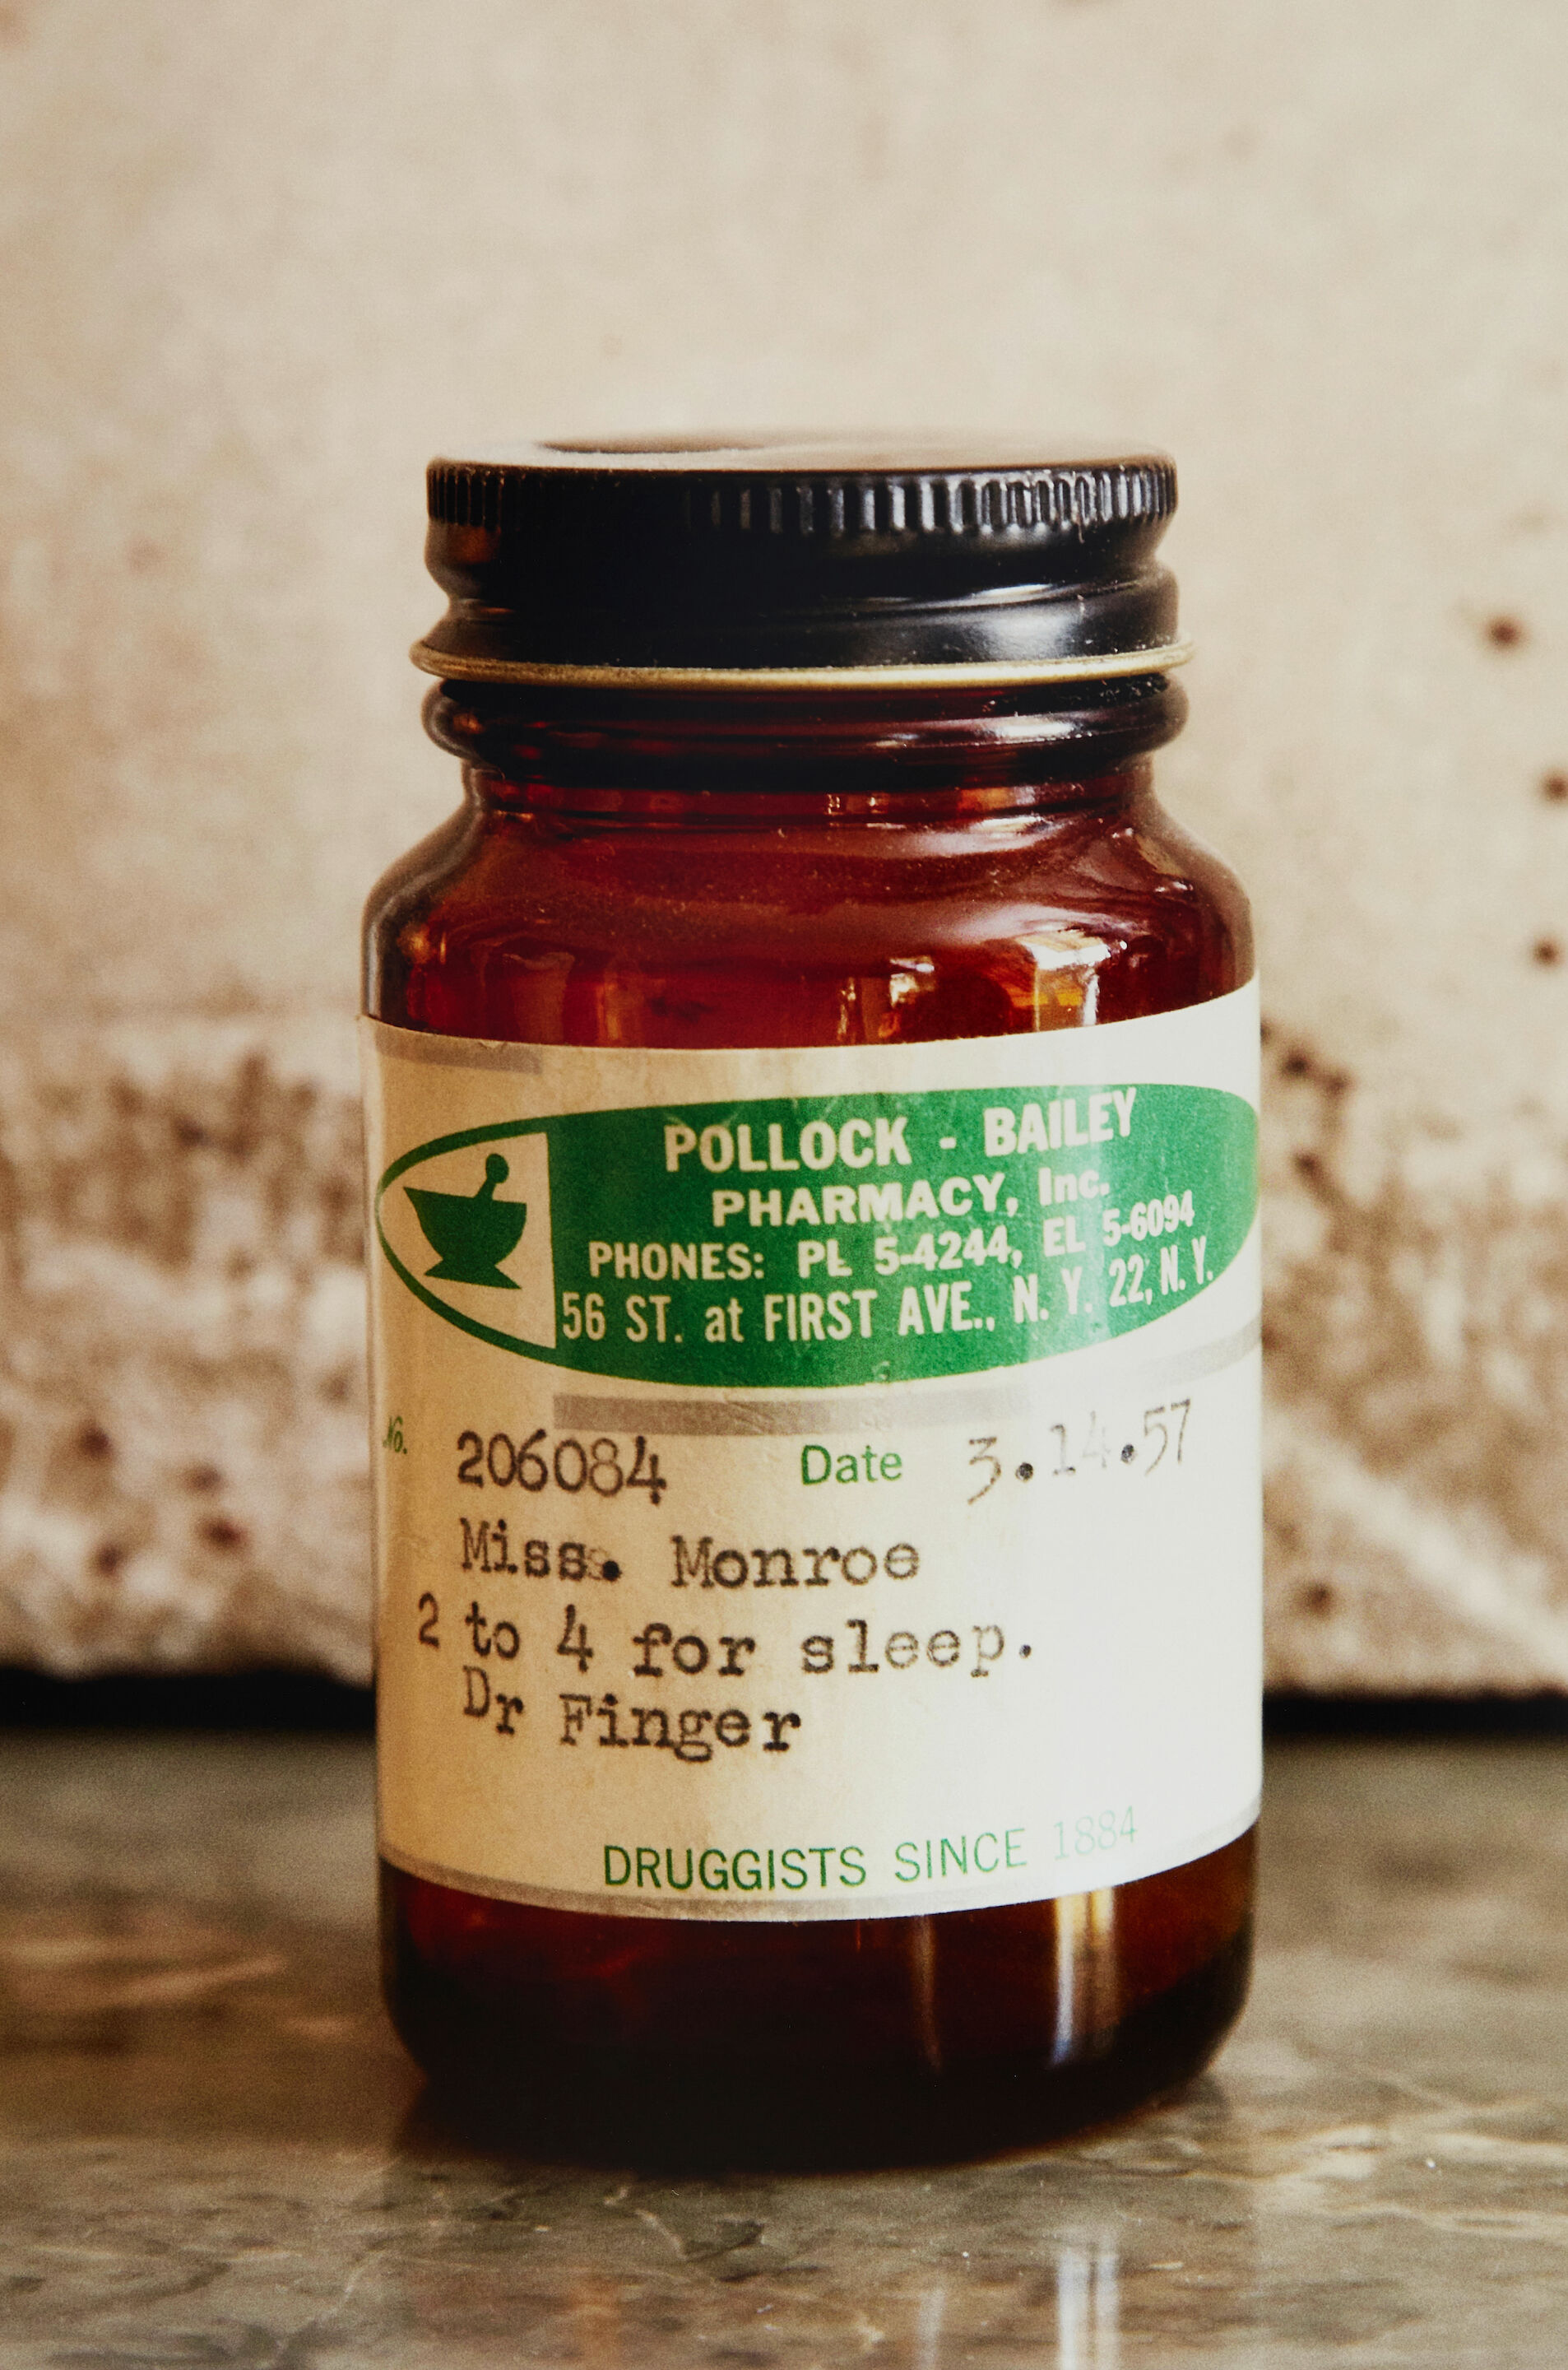 POLLOCK - BAILEY
PHARMACY, Inc.
PHONES: PL 5-4244, EL 5-6094
56 ST. at FIRST AVE., N. Y. 22, N. Y.
No. 206084 Date 3.14.57
Miss. Monroe
2 to 4 for sleep.
Dr Finger
DRUGGISTS SINCE 1884